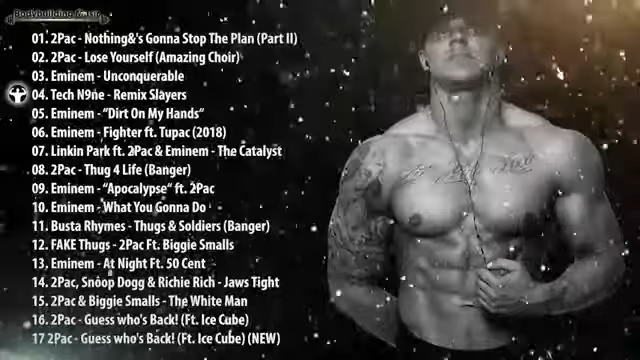 Bodybuilding Music
01. 2Pac - Nothing&'s Gonna Stop The Plan (Part II)
02. 2Pac - Lose Yourself (Amazing Choir)
03. Eminem - Unconquerable
04. Tech N9ne - Remix Slayers
05. Eminem - “Dirt On My Hands”
06. Eminem - Fighter ft. Tupac (2018)
07. Linkin Park ft. 2Pac & Eminem - The Catalyst
08. 2Pac - Thug 4 Life (Banger)
09. Eminem - “Apocalypse” ft. 2Pac
10. Eminem - What You Gonna Do
11. Busta Rhymes - Thugs & Soldiers (Banger)
12. FAKE Thugs - 2Pac Ft. Biggie Smalls
13. Eminem - At Night Ft. 50 Cent
14. 2Pac, Snoop Dogg & Richie Rich - Jaws Tight
15. 2Pac & Biggie Smalls - The White Man
16. 2Pac - Guess who's Back! (Ft. Ice Cube)
17 2Pac - Guess who's Back! (Ft. Ice Cube) (NEW)